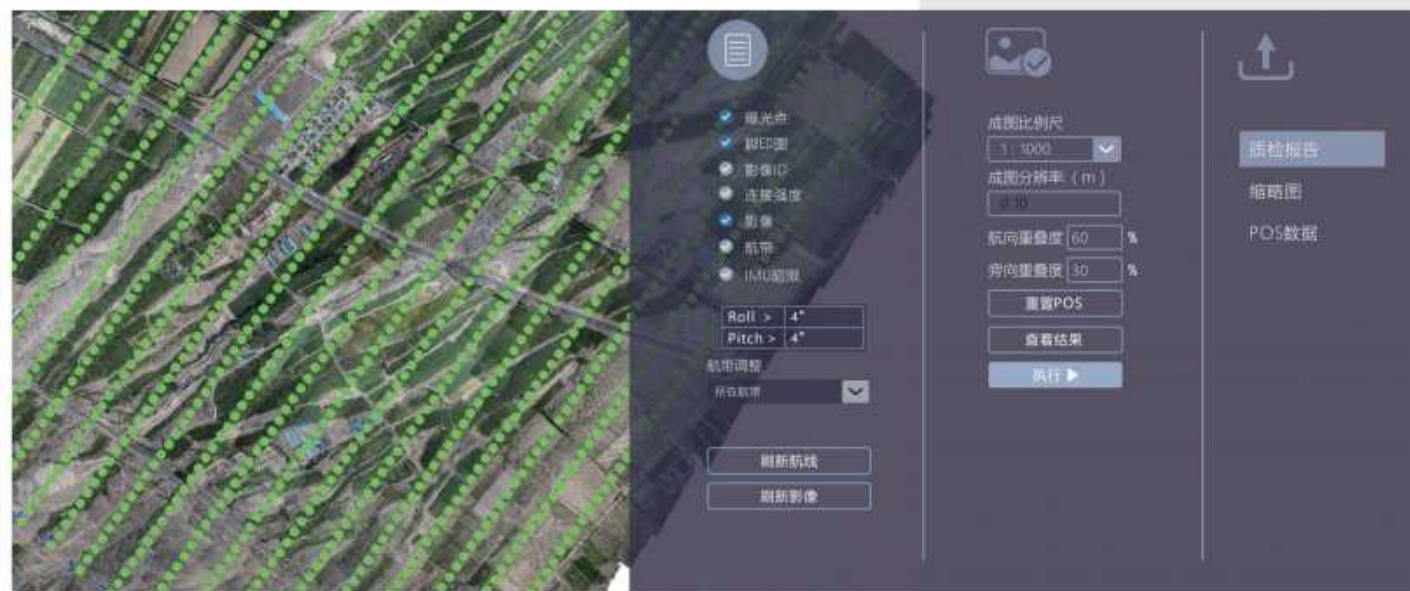 曝光点
脚印图
影像ID
连接强度
影像
航带
IMU超限
Roll > 4°
Pitch > 4°
航带调整
所在航带
刷新航线
刷新影像
成图比例尺
1:1000
成图分辨率（m）
0.10
航向重叠度 60 %
旁向重叠度 30 %
重置POS
查看结果
执行
质检报告
缩略图
POS数据